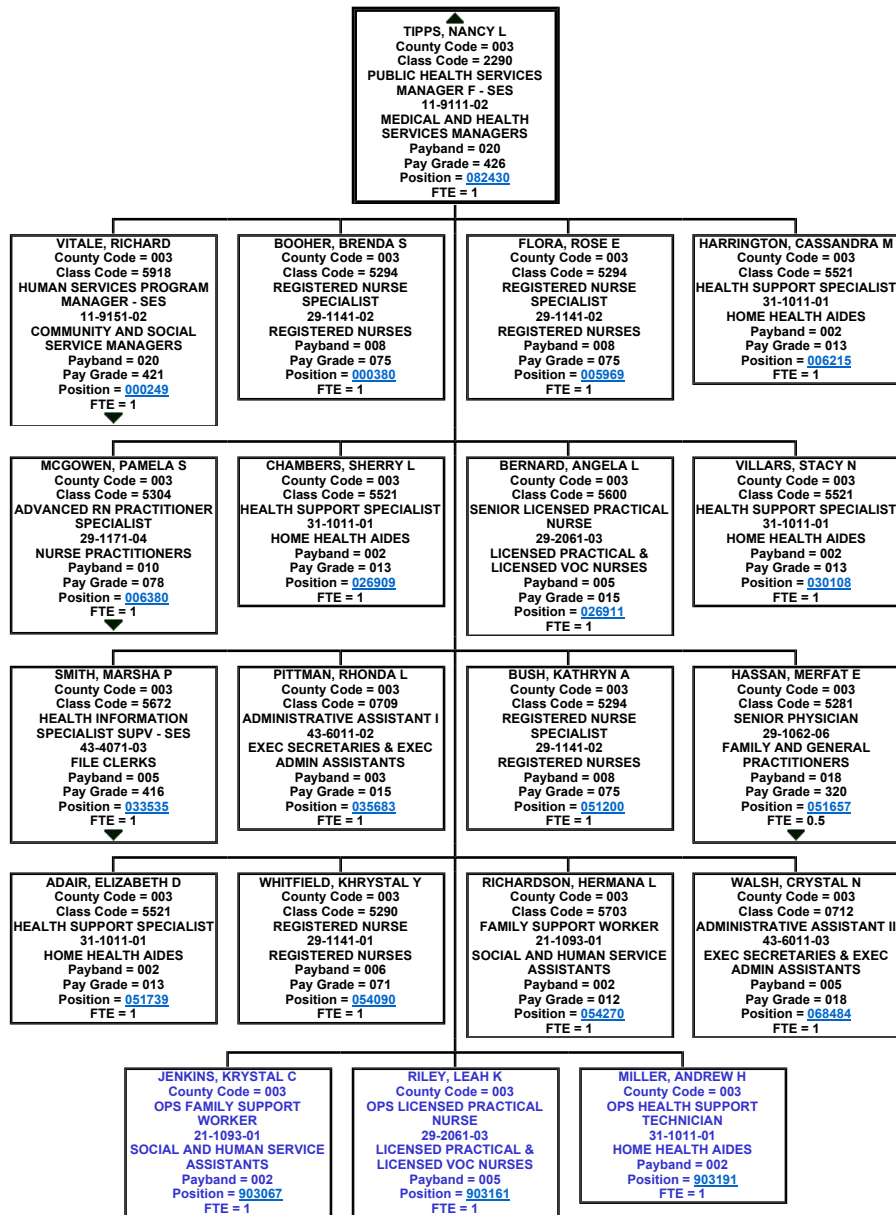 TIPPS, NANCY L
County Code = 003
Class Code = 2290
PUBLIC HEALTH SERVICES
MANAGER F - SES
11-9111-02
MEDICAL AND HEALTH
SERVICES MANAGERS
Payband = 020
Pay Grade = 426
Position = 082430
FTE = 1
VITALE, RICHARD
County Code = 003
Class Code = 5918
HUMAN SERVICES PROGRAM
MANAGER - SES
11-9151-02
COMMUNITY AND SOCIAL
SERVICE MANAGERS
Payband = 020
Pay Grade = 421
Position = 000249
FTE = 1
BOOHER, BRENDA S
County Code = 003
Class Code = 5294
REGISTERED NURSE
SPECIALIST
29-1141-02
REGISTERED NURSES
Payband = 008
Pay Grade = 075
Position = 000380
FTE = 1
FLORA, ROSE E
County Code = 003
Class Code = 5294
REGISTERED NURSE
SPECIALIST
29-1141-02
REGISTERED NURSES
Payband = 008
Pay Grade = 075
Position = 005969
FTE = 1
HARRINGTON, CASSANDRA M
County Code = 003
Class Code = 5521
HEALTH SUPPORT SPECIALIST
31-1011-01
HOME HEALTH AIDES
Payband = 002
Pay Grade = 013
Position = 006215
FTE = 1
MCGOWEN, PAMELA S
County Code = 003
Class Code = 5304
ADVANCED RN PRACTITIONER
SPECIALIST
29-1171-04
NURSE PRACTITIONERS
Payband = 010
Pay Grade = 078
Position = 006380
FTE = 1
CHAMBERS, SHERRY L
County Code = 003
Class Code = 5521
HEALTH SUPPORT SPECIALIST
31-1011-01
HOME HEALTH AIDES
Payband = 002
Pay Grade = 013
Position = 026909
FTE = 1
BERNARD, ANGELA L
County Code = 003
Class Code = 5600
SENIOR LICENSED PRACTICAL
NURSE
29-2061-03
LICENSED PRACTICAL &
LICENSED VOC NURSES
Payband = 005
Pay Grade = 015
Position = 026911
FTE = 1
VILLARS, STACY N
County Code = 003
Class Code = 5521
HEALTH SUPPORT SPECIALIST
31-1011-01
HOME HEALTH AIDES
Payband = 002
Pay Grade = 013
Position = 030108
FTE = 1
SMITH, MARSHA P
County Code = 003
Class Code = 5672
HEALTH INFORMATION
SPECIALIST SUPV - SES
43-4071-03
FILE CLERKS
Payband = 005
Pay Grade = 416
Position = 033535
FTE = 1
PITTMAN, RHONDA L
County Code = 003
Class Code = 0709
ADMINISTRATIVE ASSISTANT I
43-6011-02
EXEC SECRETARIES & EXEC
ADMIN ASSISTANTS
Payband = 003
Pay Grade = 015
Position = 035683
FTE = 1
BUSH, KATHRYN A
County Code = 003
Class Code = 5294
REGISTERED NURSE
SPECIALIST
29-1141-02
REGISTERED NURSES
Payband = 008
Pay Grade = 075
Position = 051200
FTE = 1
HASSAN, MERFAT E
County Code = 003
Class Code = 5281
SENIOR PHYSICIAN
29-1062-06
FAMILY AND GENERAL
PRACTITIONERS
Payband = 018
Pay Grade = 320
Position = 051657
FTE = 0.5
ADAIR, ELIZABETH D
County Code = 003
Class Code = 5521
HEALTH SUPPORT SPECIALIST
31-1011-01
HOME HEALTH AIDES
Payband = 002
Pay Grade = 013
Position = 051739
FTE = 1
WHITFIELD, KHRYSTAL Y
County Code = 003
Class Code = 5290
REGISTERED NURSE
29-1141-01
REGISTERED NURSES
Payband = 006
Pay Grade = 071
Position = 054090
FTE = 1
RICHARDSON, HERMANA L
County Code = 003
Class Code = 5703
FAMILY SUPPORT WORKER
21-1093-01
SOCIAL AND HUMAN SERVICE
ASSISTANTS
Payband = 002
Pay Grade = 012
Position = 054270
FTE = 1
WALSH, CRYSTAL N
County Code = 003
Class Code = 0712
ADMINISTRATIVE ASSISTANT II
43-6011-03
EXEC SECRETARIES & EXEC
ADMIN ASSISTANTS
Payband = 005
Pay Grade = 018
Position = 068484
FTE = 1
JENKINS, KRYSTAL C
County Code = 003
OPS FAMILY SUPPORT
WORKER
21-1093-01
SOCIAL AND HUMAN SERVICE
ASSISTANTS
Payband = 002
Position = 903067
FTE = 1
RILEY, LEAH K
County Code = 003
OPS LICENSED PRACTICAL
NURSE
29-2061-03
LICENSED PRACTICAL &
LICENSED VOC NURSES
Payband = 005
Position = 903161
FTE = 1
MILLER, ANDREW H
County Code = 003
OPS HEALTH SUPPORT
TECHNICIAN
31-1011-01
HOME HEALTH AIDES
Payband = 002
Position = 903191
FTE = 1